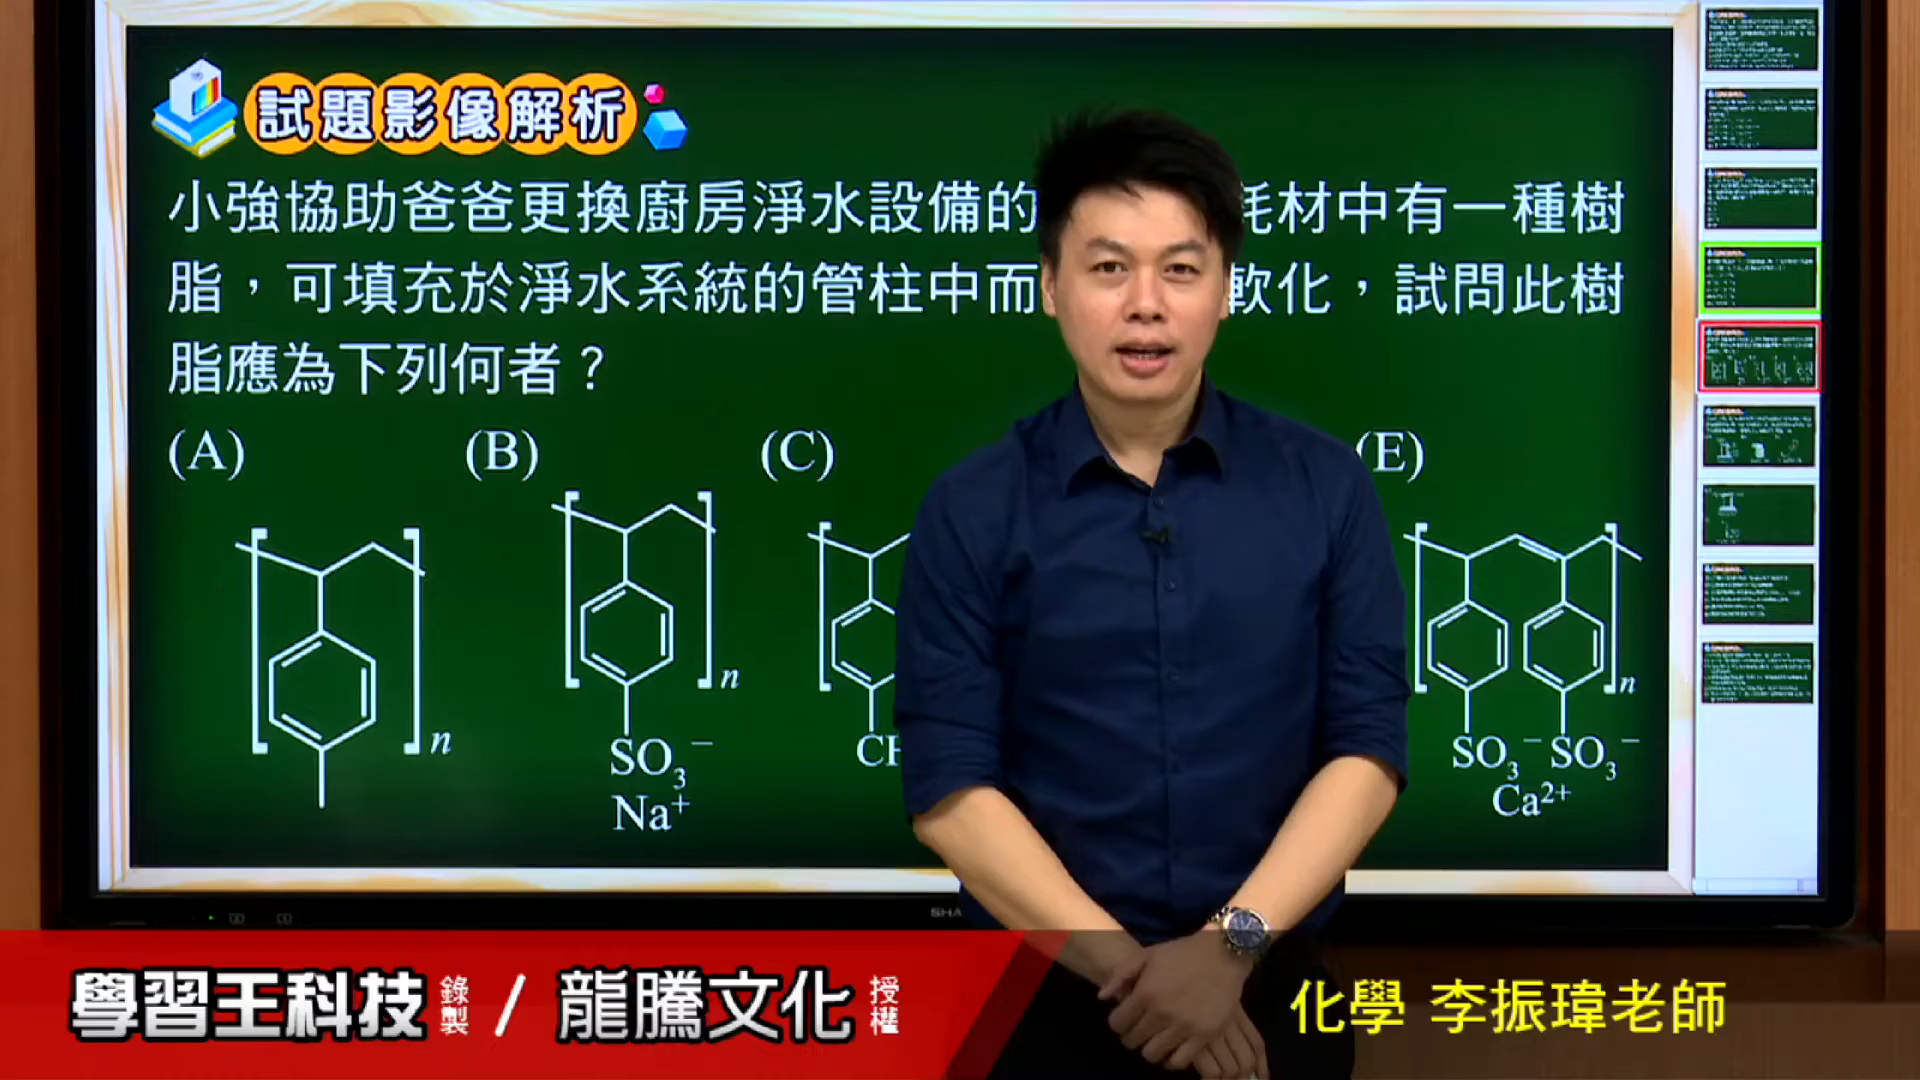 試題影像解析
小強協助爸爸更換廚房淨水設備的 耗材中有一種樹
脂，可填充於淨水系統的管柱中而 軟化，試問此樹
脂應為下列何者？
(A) (B) (C) (E)
n n n
SO₃⁻ Na⁺
CH
SO₃⁻ SO₃⁻
Ca²⁺
學習王科技 錄製 / 龍騰文化 授權
化學 李振瑋老師